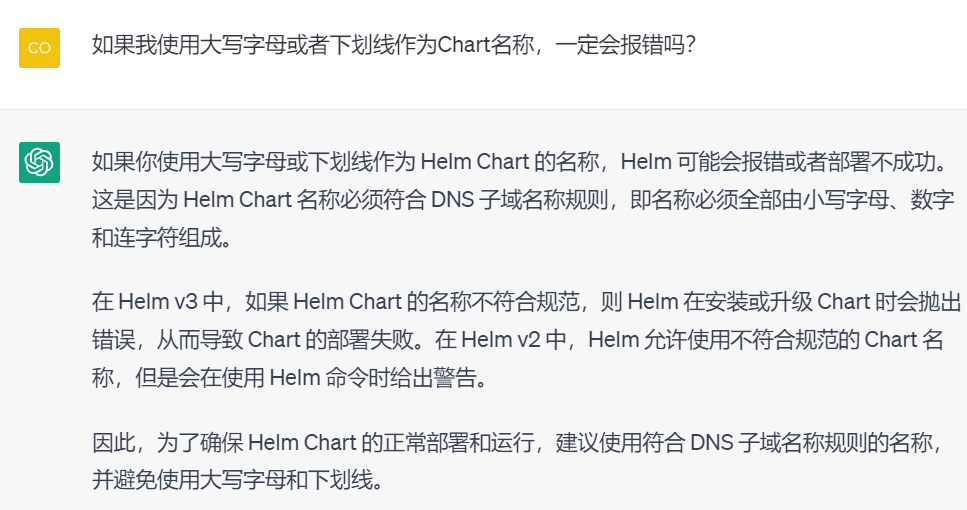 CO
如果我使用大写字母或者下划线作为Chart名称，一定会报错吗？
如果你使用大写字母或下划线作为 Helm Chart 的名称，Helm 可能会报错或者部署不成功。
这是因为 Helm Chart 名称必须符合 DNS 子域名称规则，即名称必须全部由小写字母、数字
和连字符组成。
在 Helm v3 中，如果 Helm Chart 的名称不符合规范，则 Helm 在安装或升级 Chart 时会抛出
错误，从而导致 Chart 的部署失败。在 Helm v2 中，Helm 允许使用不符合规范的 Chart 名
称，但是会在使用 Helm 命令时给出警告。
因此，为了确保 Helm Chart 的正常部署和运行，建议使用符合 DNS 子域名称规则的名称，
并避免使用大写字母和下划线。